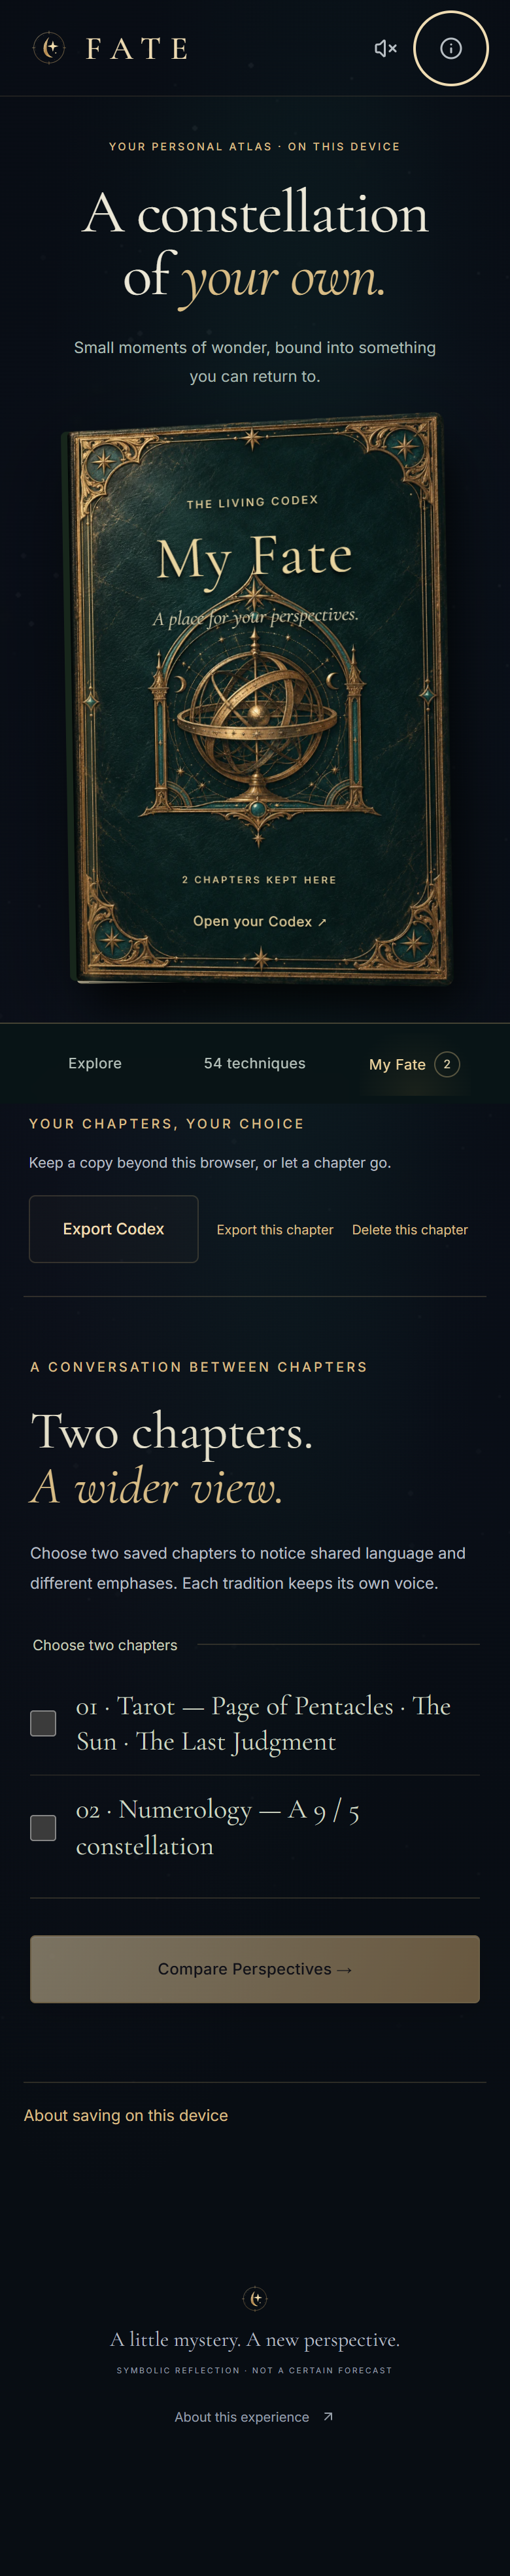 FATE
YOUR PERSONAL ATLAS · ON THIS DEVICE
A constellation
of your own.
Small moments of wonder, bound into something
you can return to.
THE LIVING CODEX
My Fate
A place for your perspectives.
2 CHAPTERS KEPT HERE
Open your Codex ↗
Explore
54 techniques
My Fate 2
YOUR CHAPTERS, YOUR CHOICE
Keep a copy beyond this browser, or let a chapter go.
Export Codex
Export this chapter
Delete this chapter
A CONVERSATION BETWEEN CHAPTERS
Two chapters.
A wider view.
Choose two saved chapters to notice shared language and
different emphases. Each tradition keeps its own voice.
Choose two chapters
01 · Tarot — Page of Pentacles · The
Sun · The Last Judgment
02 · Numerology — A 9 / 5
constellation
Compare Perspectives →
About saving on this device
A little mystery. A new perspective.
SYMBOLIC REFLECTION · NOT A CERTAIN FORECAST
About this experience ↗